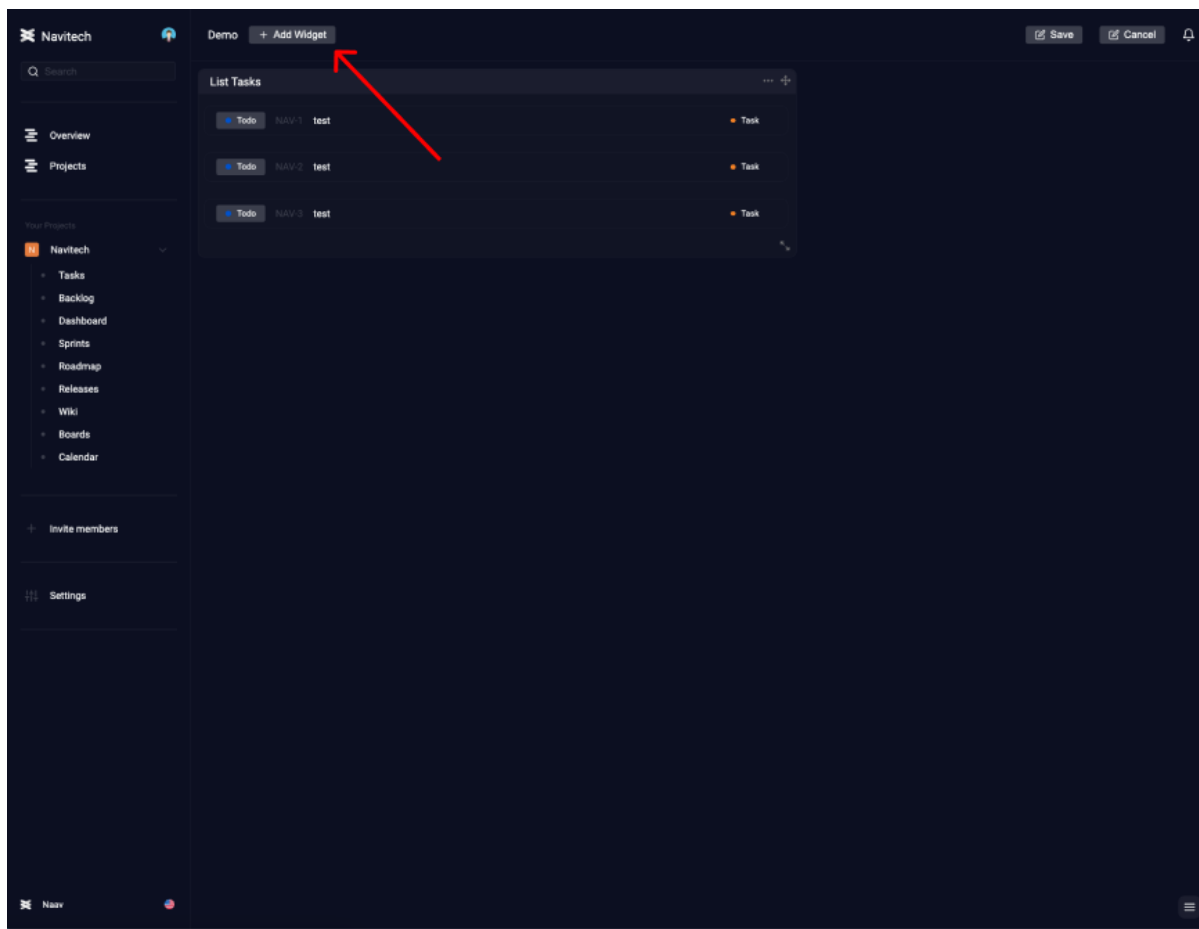 Navitech
Search
Overview
Projects
Your Projects
N Navitech
Tasks
Backlog
Dashboard
Sprints
Roadmap
Releases
Wiki
Boards
Calendar
Invite members
Settings
Naav
Demo + Add Widget
Save Cancel
List Tasks
Todo NAV-1 test Task
Todo NAV-2 test Task
Todo NAV-3 test Task